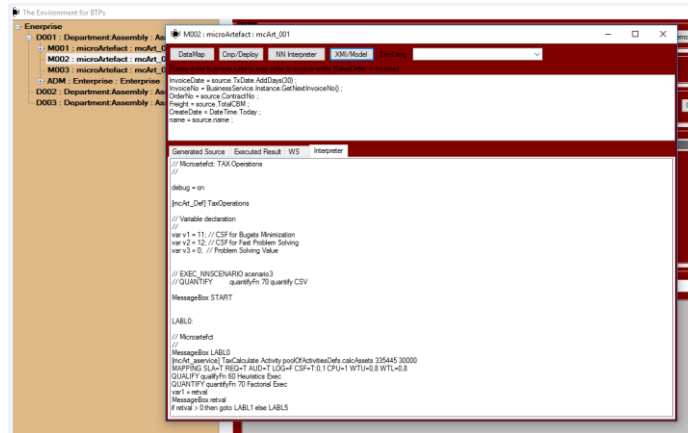 The Environment for BTPs
Enerprise
D001 : Department:Assembly : As
M001 : microArtefact : mcArt_0
M002 : microArtefact : mcArt_0
M003 : microArtefact : mcArt_0
ADM : Enterprise : Enterprise
D002 : Department:Assembly : As
D003 : Department:Assembly : As
M002 : microArtefact : mcArt_001
DataMap
Cmp/Deploy
NN Interpreter
XMI/Model
InvoiceDate = source.TxDate.AddDays(30) ;
InvoiceNo = BusinessService.Instance.GetNextInvoiceNo() ;
OrderNo = source.ContractNo ;
Freight = source.TotalCBM ;
CreateDate = DateTime.Today ;
name = source.name ;
Generated Source
Executed Result
WS
Interpreter
// Microartefct: TAX Operations
//
debug = on
[mcArt_Def] TaxOperations
// Variable declaration
//
var v1 = 11; // CSF for Bugets Minimization
var v2 = 12; // CSF for Fast Problem Solving
var v3 = 0; // Problem Solving Value
// EXEC_NNSCENARIO scenario3
// QUANTIFY quantifyFn 70 quantify CSV
MessageBox START
LABL0:
// Microartefct
//
MessageBox LABL0
[mcArt_aservice] TaxCalculate Activity poolOfActivitiesDefs.calcAssets 335445 30000
MAPPING SLA=T REQ=T AUD=T LOG=F CSF=T:0,1 CPU=1 WTU=0,8 WTL=0,8
QUALIFY qualifyFn 60 Heuristics Exec
QUANTIFY quantifyFn 70 Factorial Exec
var1 = retval
MessageBox retval
if retval > 0 then goto LABL1 else LABL5